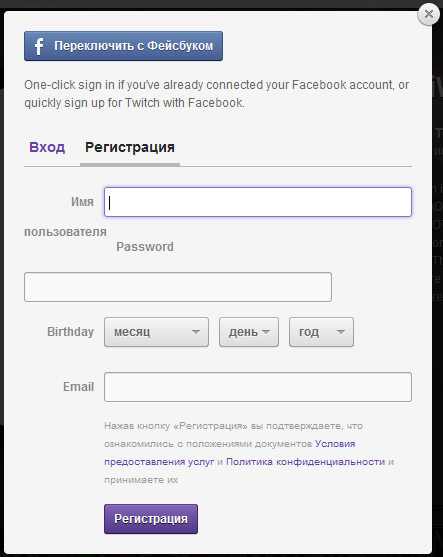 Переключить с Фейсбуком
One-click sign in if you've already connected your Facebook account, or
quickly sign up for Twitch with Facebook.
Вход Регистрация
Имя
пользователя
Password
Birthday месяц день год
Email
Нажав кнопку «Регистрация» вы подтверждаете, что
ознакомились с положениями документов Условия
предоставления услуг и Политика конфиденциальности и
принимаете их
Регистрация